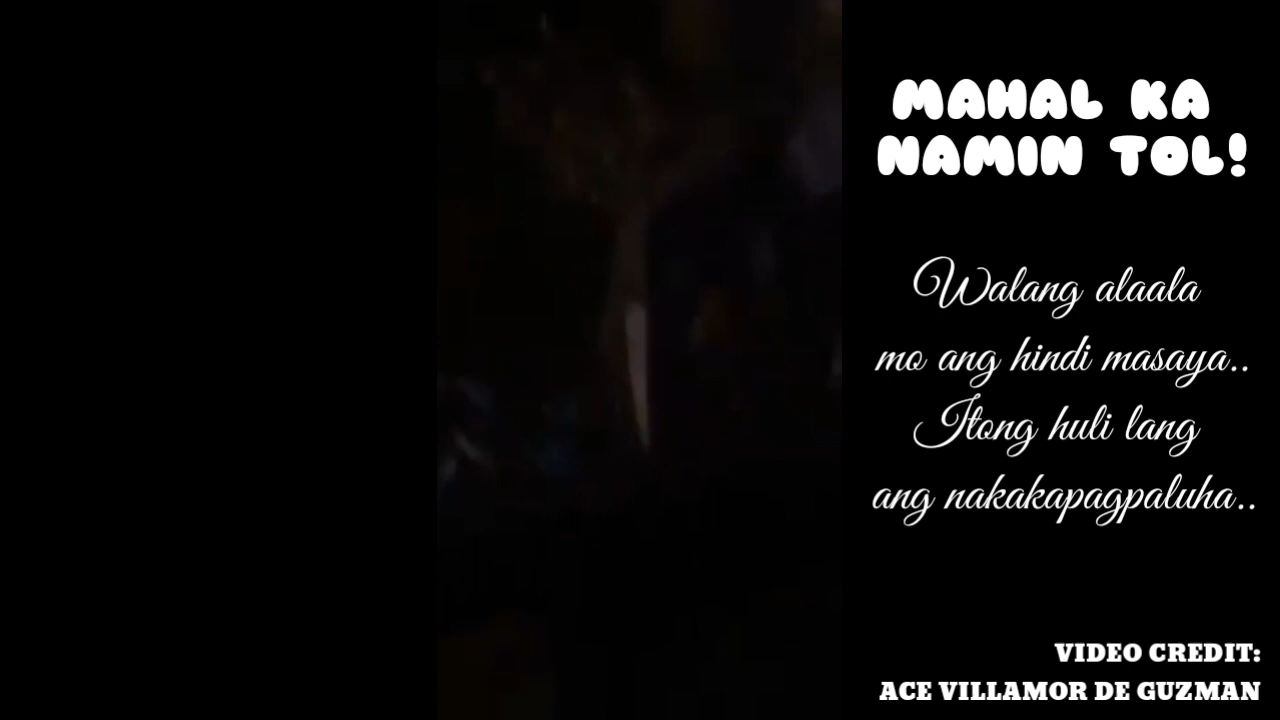 MAHAL KA
NAMIN TOL!
Walang alaala
mo ang hindi masaya..
Itong huli lang
ang nakakapagpaluha..
VIDEO CREDIT:
ACE VILLAMOR DE GUZMAN